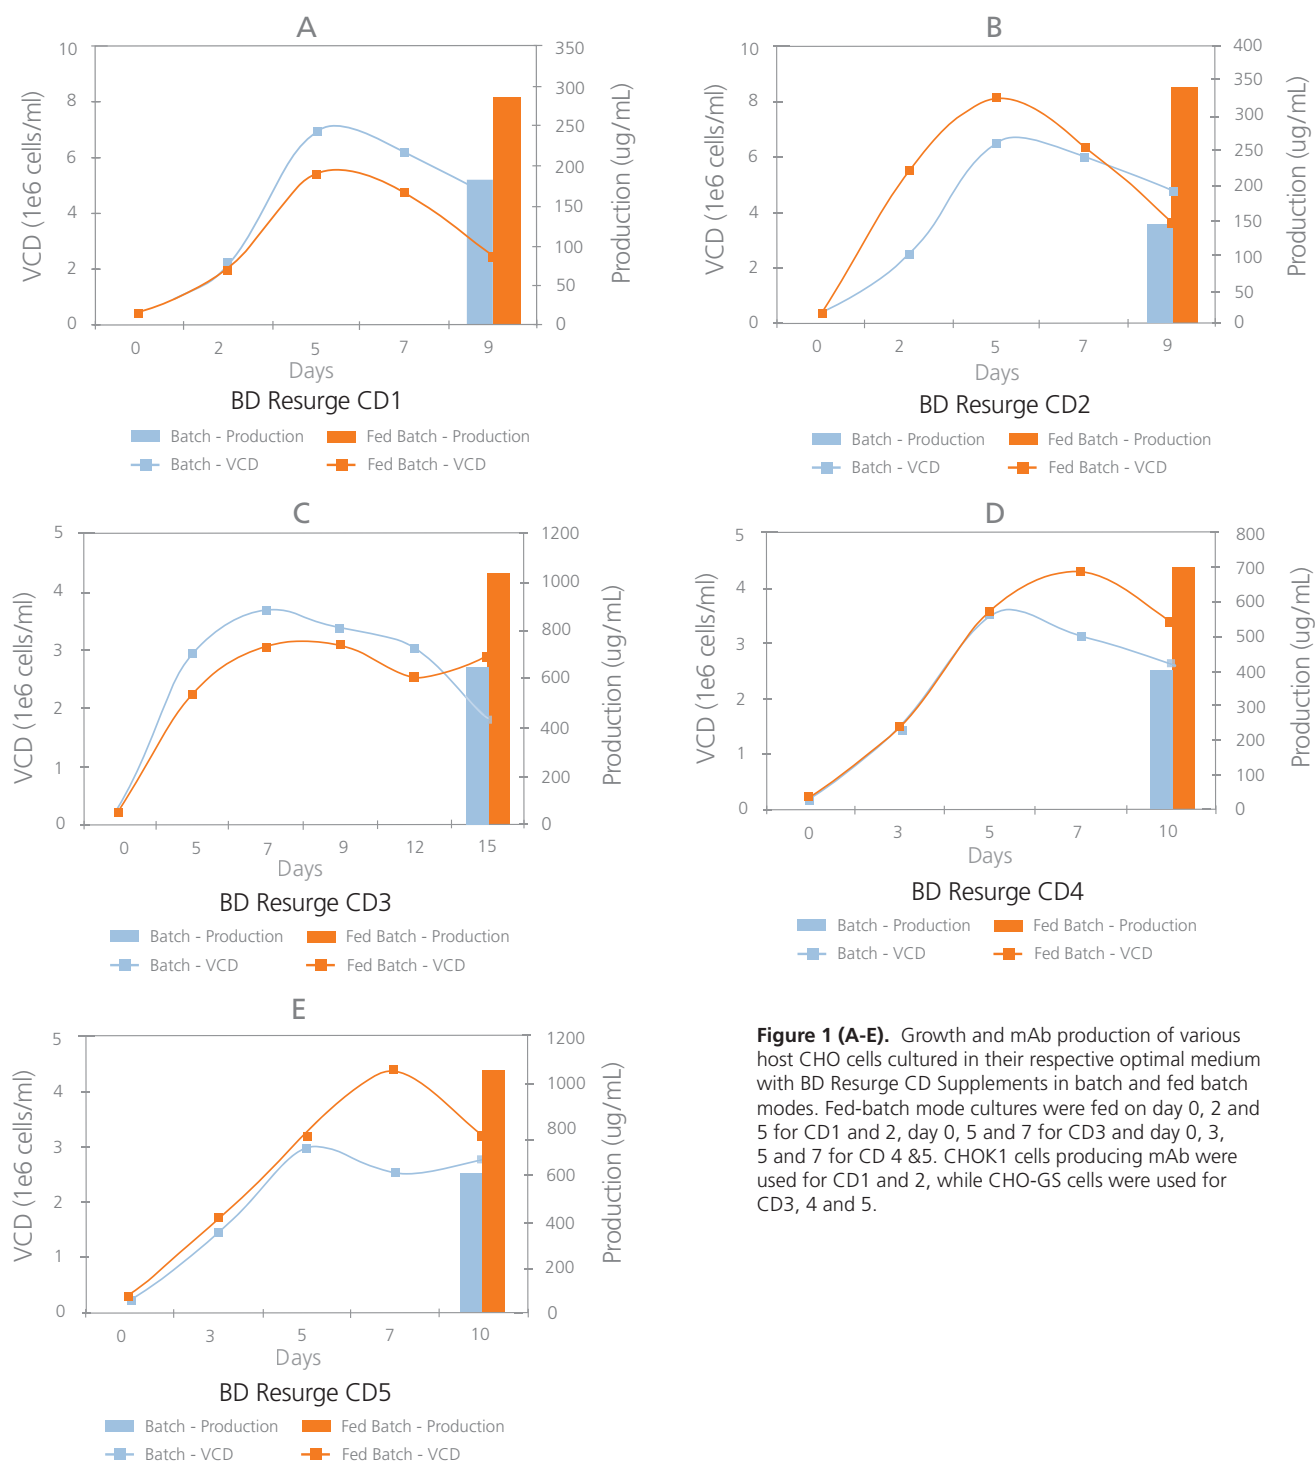 A
VCD (1e6 cells/ml)
10
8
6
4
2
0
350
300
250
200
150
100
50
0
Production (ug/mL)
0 2 5 7 9
Days
BD Resurge CD1
Batch - Production Fed Batch - Production
Batch - VCD Fed Batch - VCD
B
VCD (1e6 cells/ml)
10
8
6
4
2
0
400
350
300
250
200
150
100
50
0
Production (ug/mL)
0 2 5 7 9
Days
BD Resurge CD2
Batch - Production Fed Batch - Production
Batch - VCD Fed Batch - VCD
C
VCD (1e6 cells/ml)
5
4
3
2
1
0
1200
1000
800
600
400
200
0
Production (ug/mL)
0 5 7 9 12 15
Days
BD Resurge CD3
Batch - Production Fed Batch - Production
Batch - VCD Fed Batch - VCD
D
VCD (1e6 cells/ml)
5
4
3
2
1
0
800
700
600
500
400
300
200
100
0
Production (ug/mL)
0 3 5 7 10
Days
BD Resurge CD4
Batch - Production Fed Batch - Production
Batch - VCD Fed Batch - VCD
E
VCD (1e6 cells/ml)
5
4
3
2
1
0
1200
1000
800
600
400
200
0
Production (ug/mL)
0 3 5 7 10
Days
BD Resurge CD5
Batch - Production Fed Batch - Production
Batch - VCD Fed Batch - VCD
Figure 1 (A-E). Growth and mAb production of various
host CHO cells cultured in their respective optimal medium
with BD Resurge CD Supplements in batch and fed batch
modes. Fed-batch mode cultures were fed on day 0, 2 and
5 for CD1 and 2, day 0, 5 and 7 for CD3 and day 0, 3,
5 and 7 for CD 4 &5. CHOK1 cells producing mAb were
used for CD1 and 2, while CHO-GS cells were used for
CD3, 4 and 5.